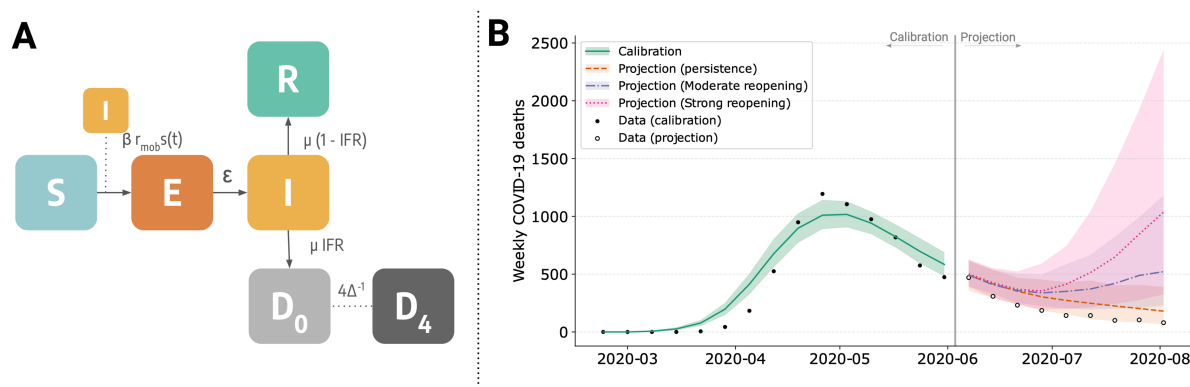 A
I
R
β r_mob s(t)
μ (1 - IFR)
S
E
ε
I
μ IFR
D₀
4Δ⁻¹
D₄
B
Calibration
Projection
Weekly COVID-19 deaths
2500
2000
1500
1000
500
0
Calibration
Projection (persistence)
Projection (Moderate reopening)
Projection (Strong reopening)
Data (calibration)
Data (projection)
2020-03
2020-04
2020-05
2020-06
2020-07
2020-08